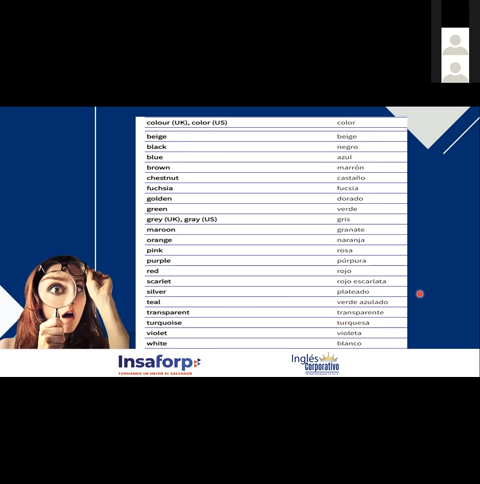 colour (UK), color (US) color
beige beige
black negro
blue azul
brown marrón
chestnut castaño
fuchsia fucsia
golden dorado
green verde
grey (UK), gray (US) gris
maroon granate
orange naranja
pink rosa
purple púrpura
red rojo
scarlet rojo escarlata
silver plateado
teal verde azulado
transparent transparente
turquoise turquesa
violet violeta
white blanco
Insaforp
FORMANDO UN MEJOR EL SALVADOR
Inglés
Corporativo